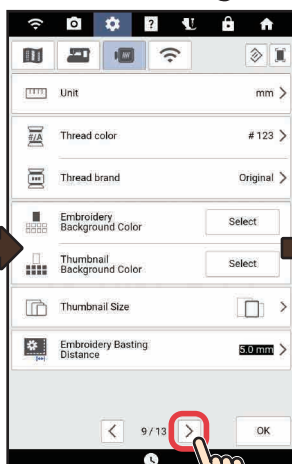 ?
Unit
mm
#/A
Thread color
# 123
Thread brand
Original
Embroidery
Background Color
Select
Thumbnail
Background Color
Select
Thumbnail Size
Embroidery Basting
Distance
5.0 mm
9 / 13
OK